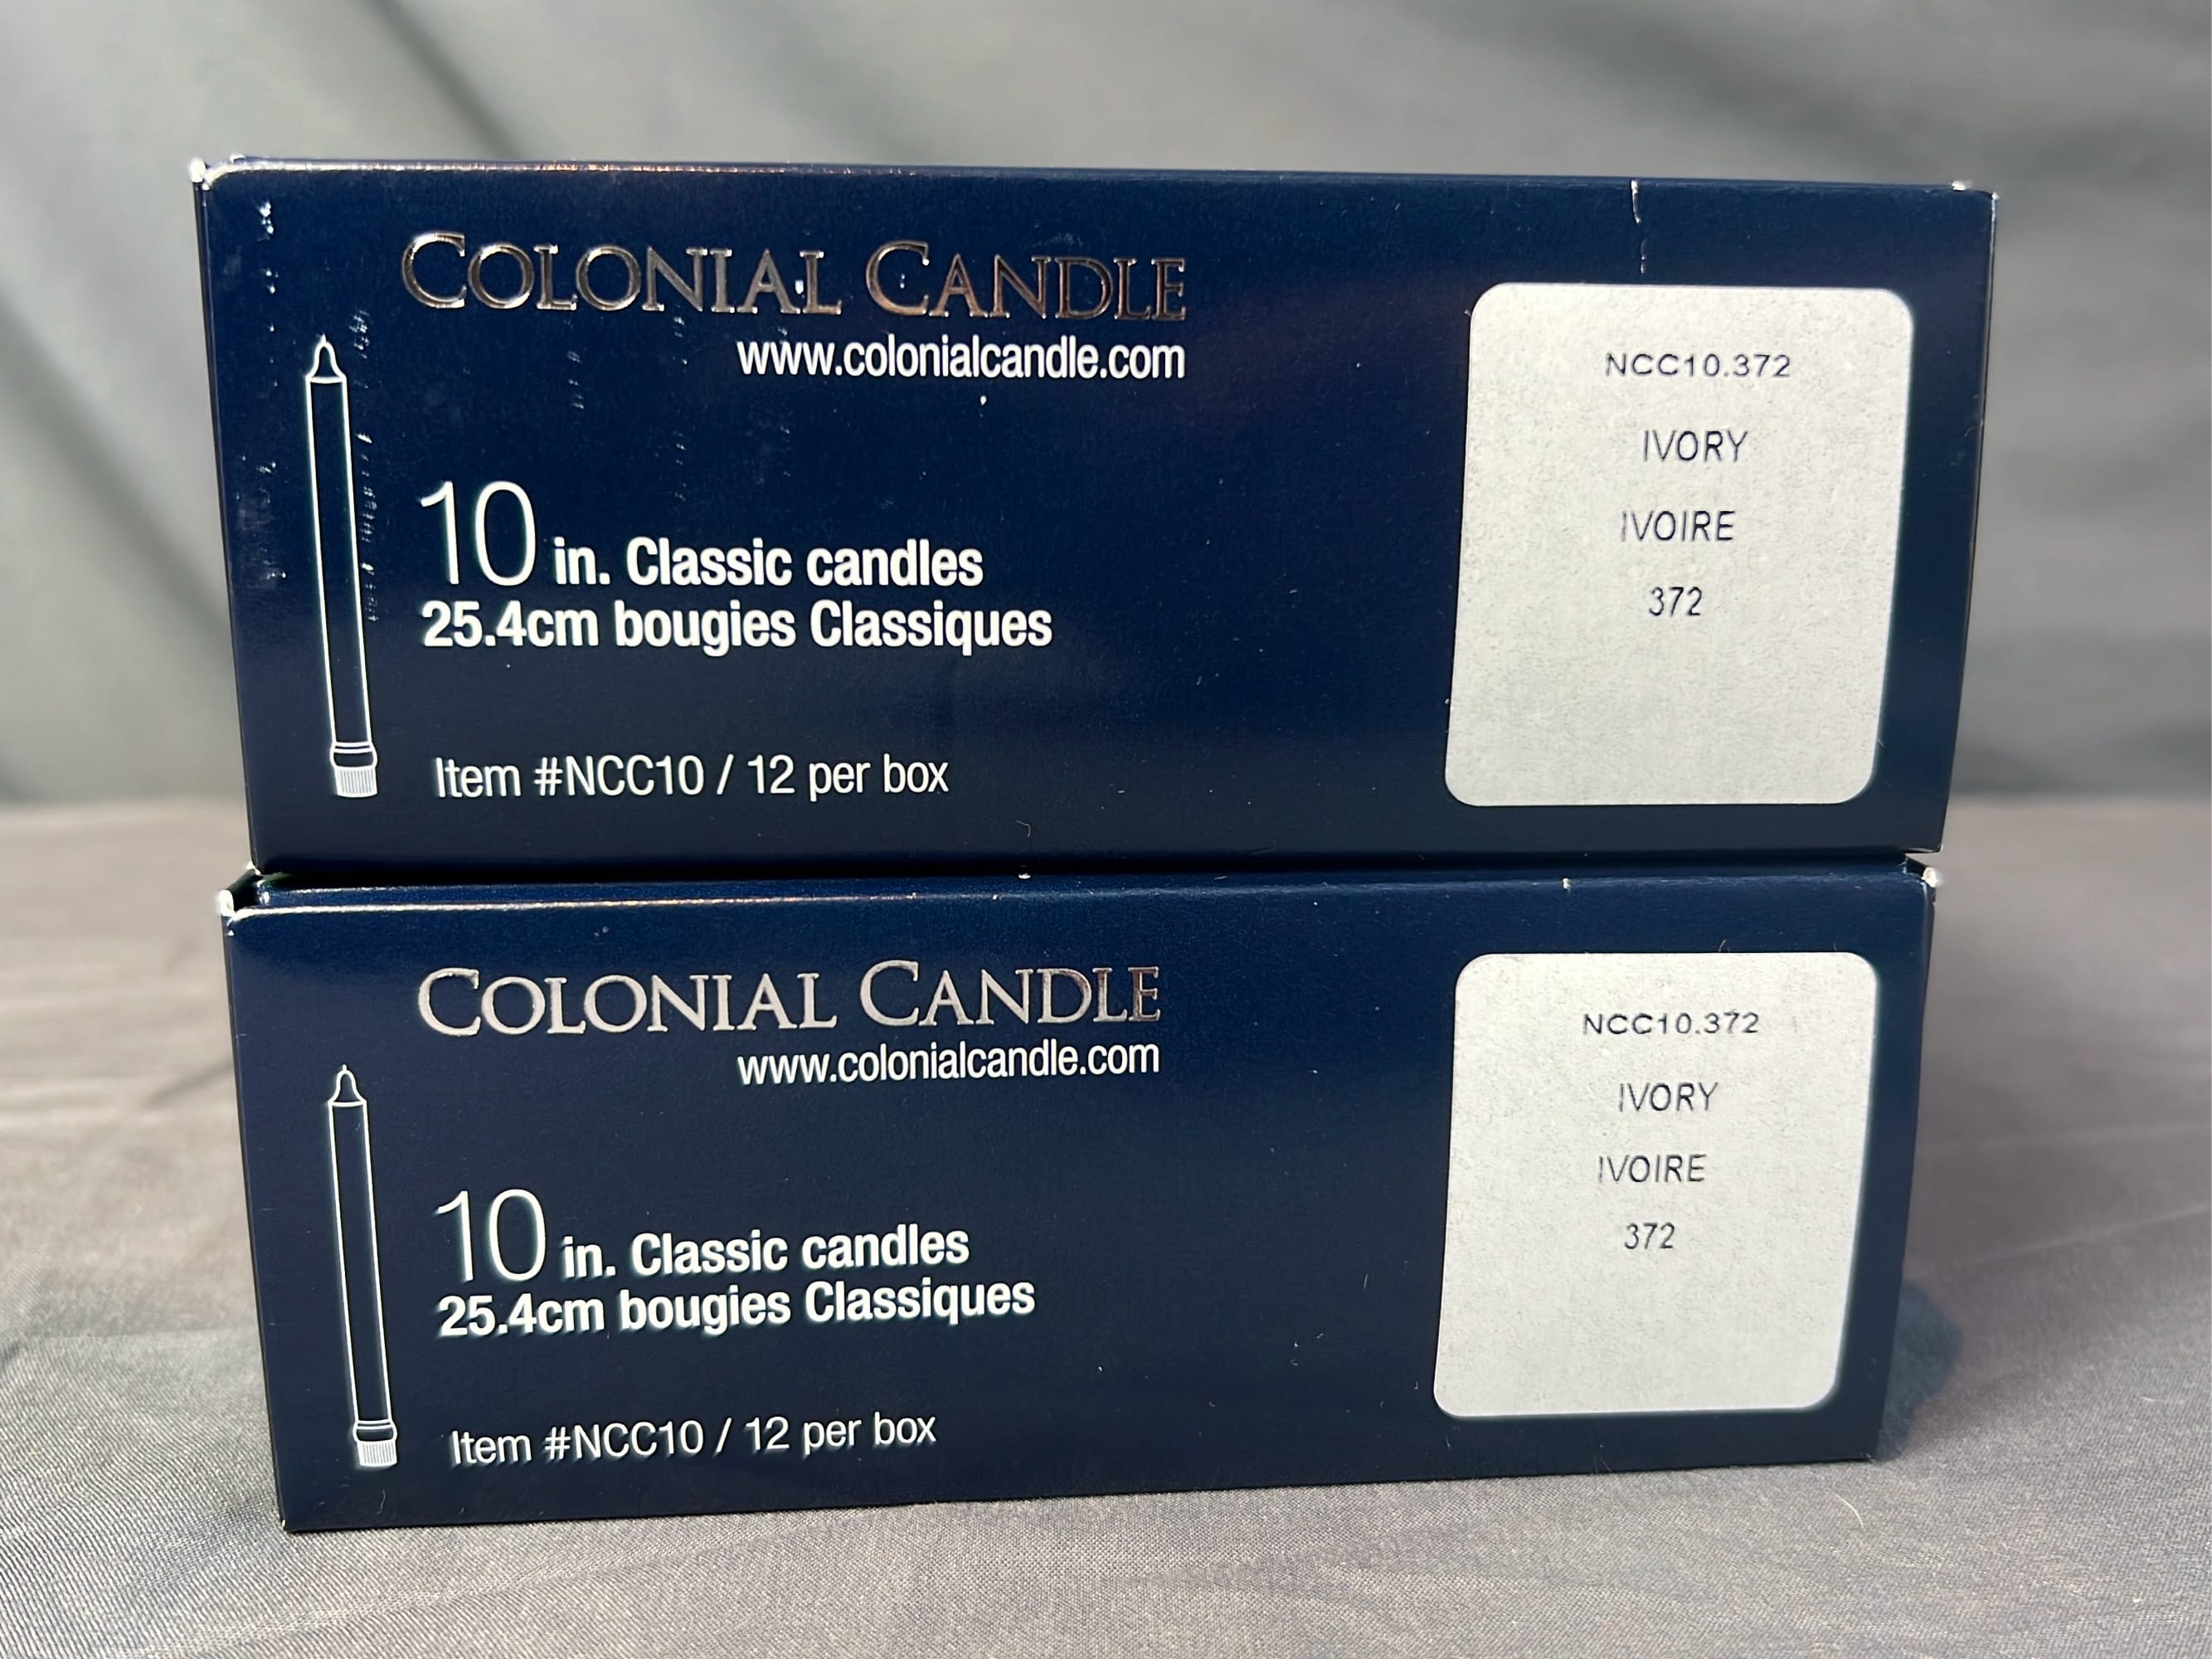 COLONIAL CANDLE
www.colonialcandle.com
10 in. Classic candles
25.4cm bougies Classiques
Item #NCC10 / 12 per box
NCC10.372
IVORY
IVOIRE
372
COLONIAL CANDLE
www.colonialcandle.com
10 in. Classic candles
25.4cm bougies Classiques
Item #NCC10 / 12 per box
NCC10.372
IVORY
IVOIRE
372